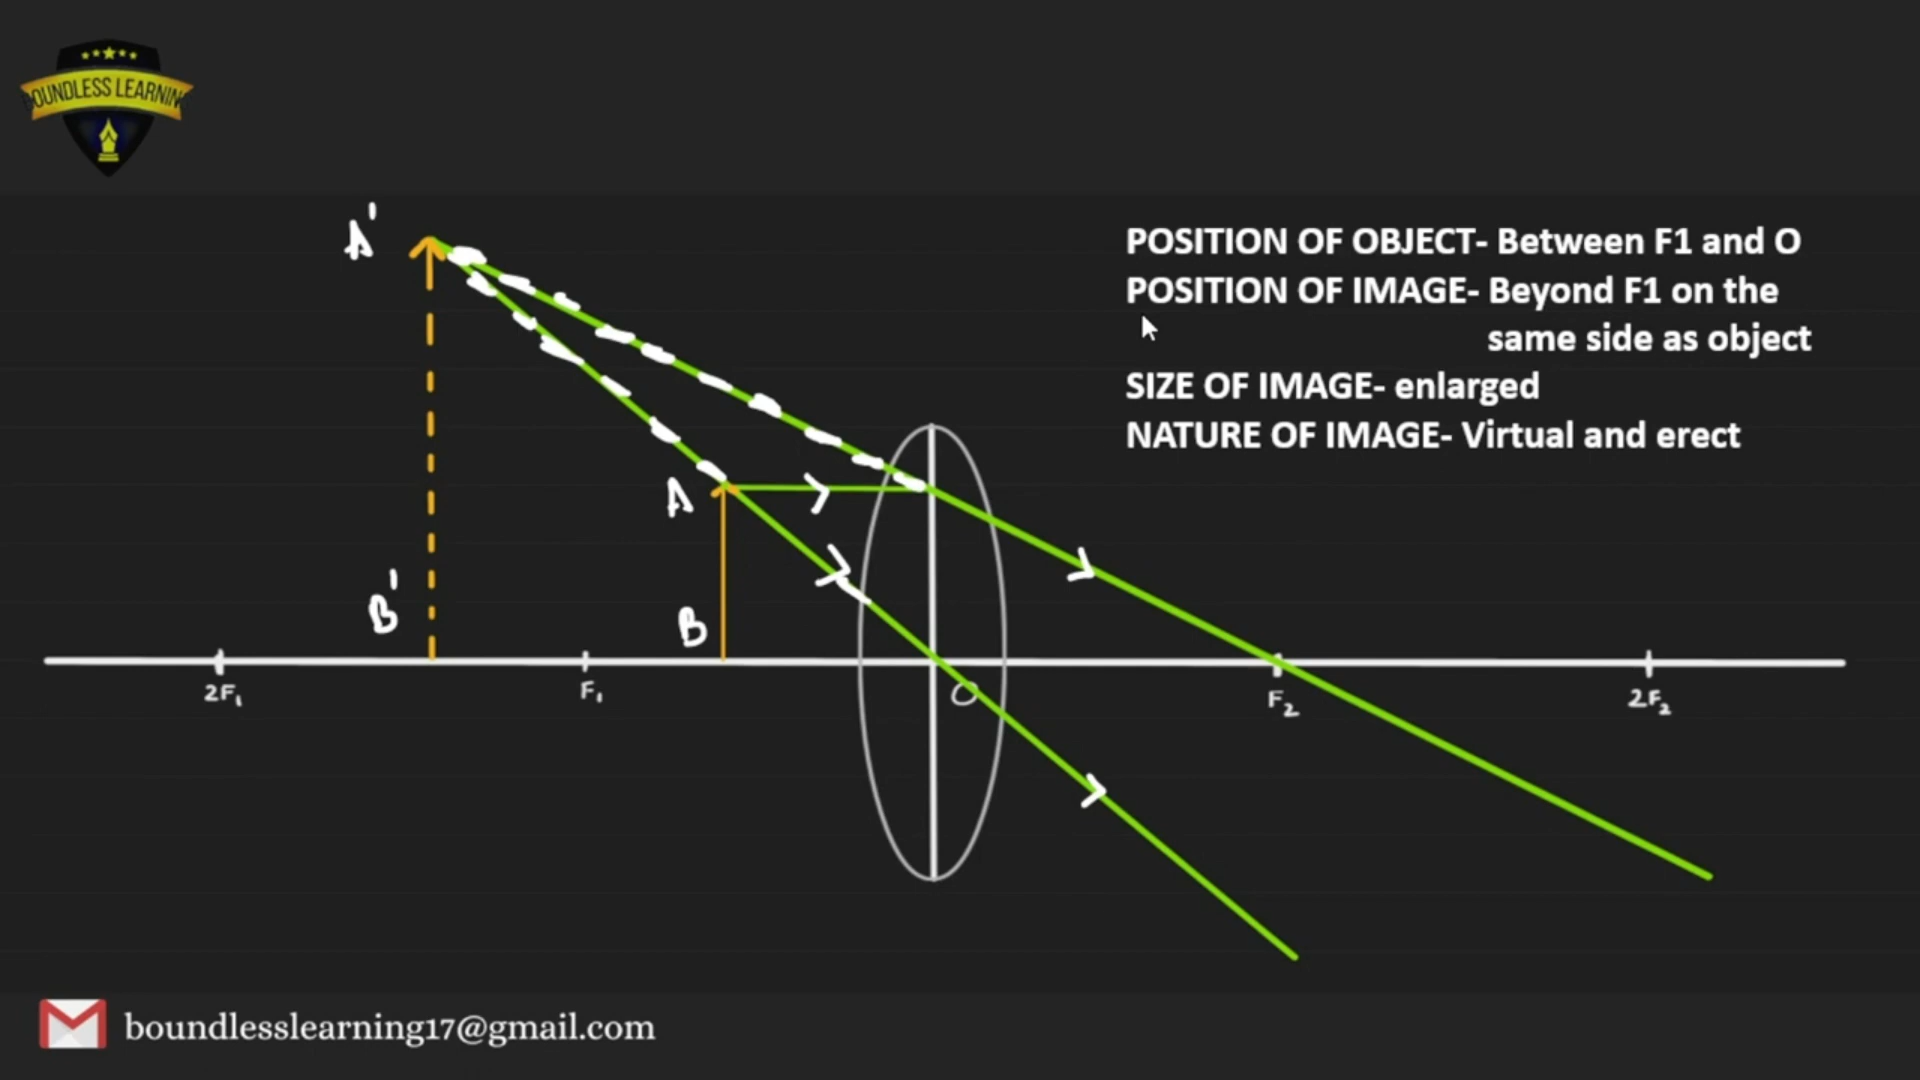 BOUNDLESS LEARNING
A'
POSITION OF OBJECT- Between F1 and O
POSITION OF IMAGE- Beyond F1 on the
same side as object
SIZE OF IMAGE- enlarged
NATURE OF IMAGE- Virtual and erect
A
B'
B
2F₁
F₁
O
F₂
2F₂
boundlesslearning17@gmail.com